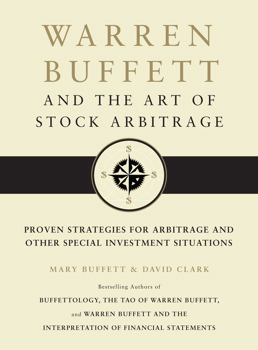 WARREN
BUFFETT
AND THE ART OF
STOCK ARBITRAGE
$
$ $
$
PROVEN STRATEGIES FOR ARBITRAGE AND
OTHER SPECIAL INVESTMENT SITUATIONS
MARY BUFFETT & DAVID CLARK
Bestselling Authors of
BUFFETTOLOGY, THE TAO OF WARREN BUFFETT,
and WARREN BUFFETT AND THE
INTERPRETATION OF FINANCIAL STATEMENTS